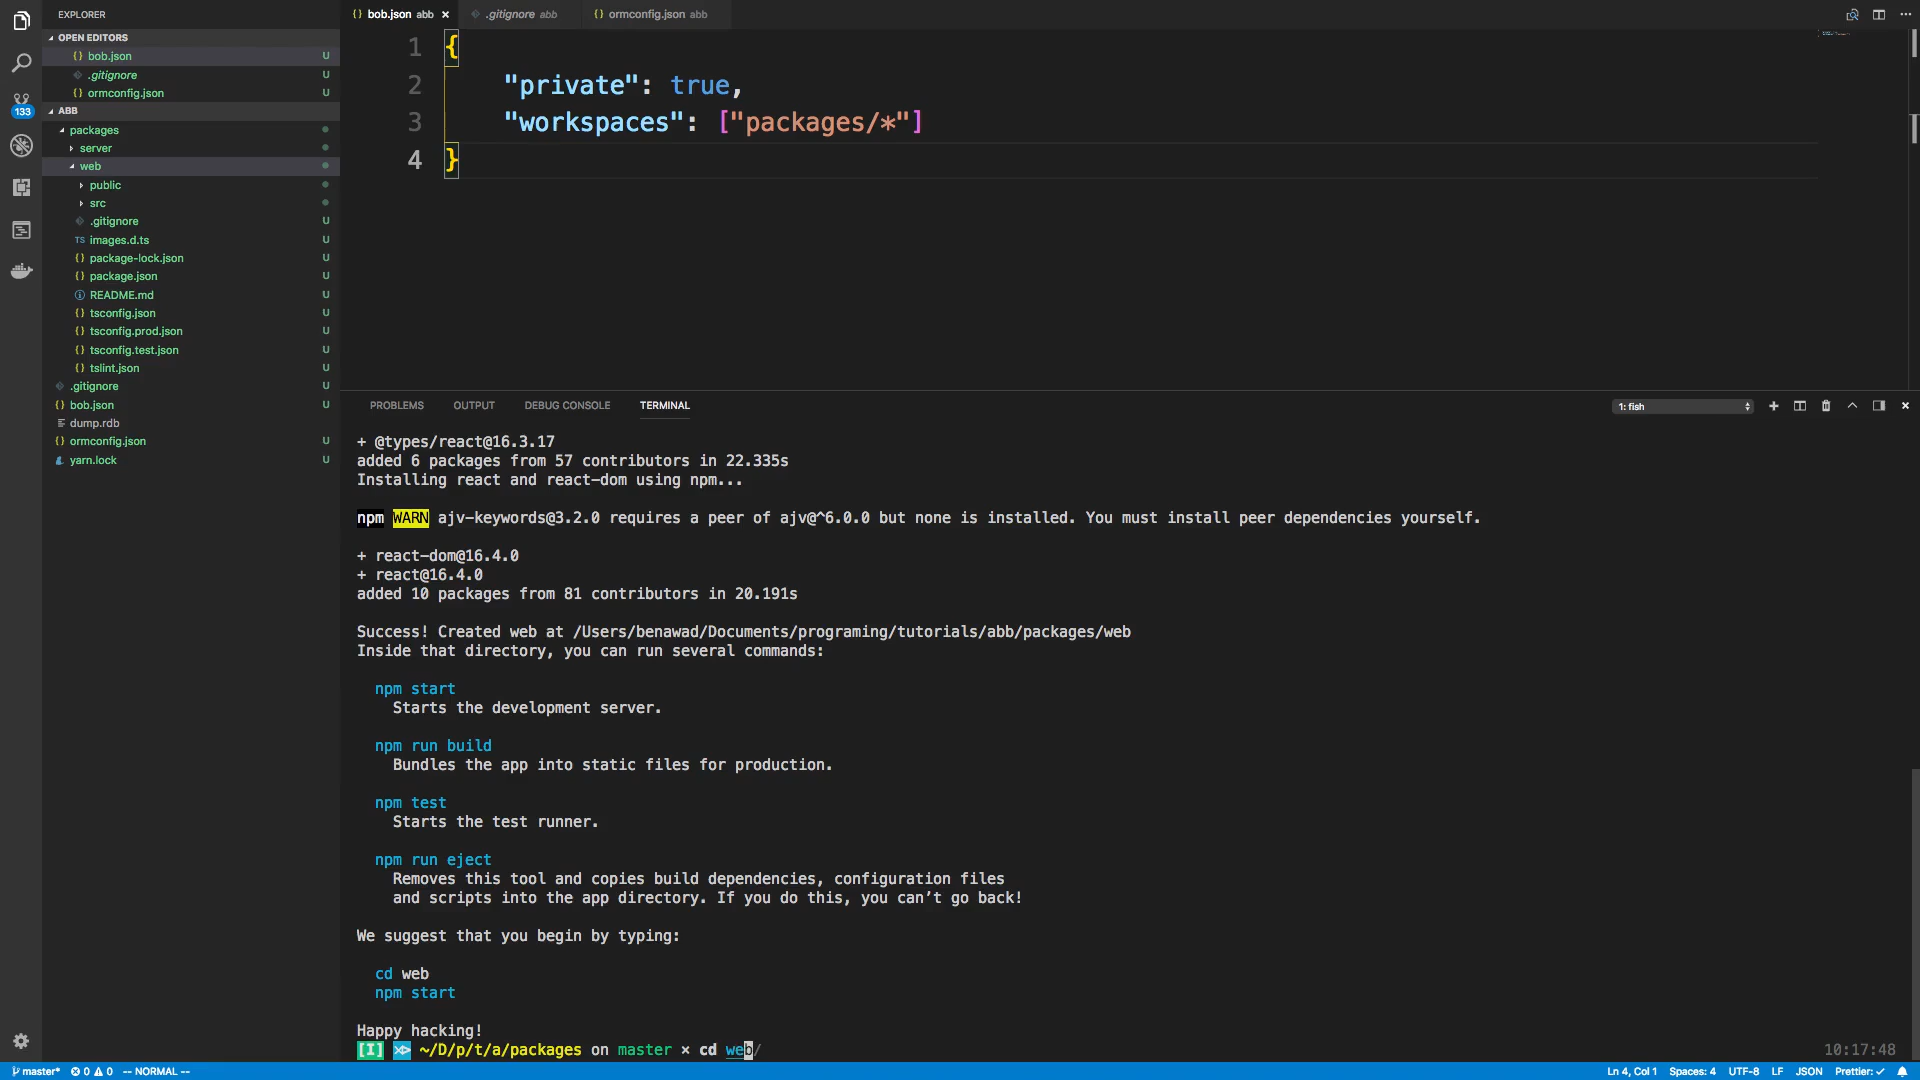 EXPLORER
OPEN EDITORS
bob.json U
.gitignore U
ormconfig.json U
133
ABB
packages
server
web
public
src
.gitignore U
TS images.d.ts U
package-lock.json U
package.json U
README.md U
tsconfig.json U
tsconfig.prod.json U
tsconfig.test.json U
tslint.json U
.gitignore U
bob.json U
dump.rdb
ormconfig.json U
yarn.lock U
bob.json abb
.gitignore abb
ormconfig.json abb
1 {
2 "private": true,
3 "workspaces": ["packages/*"]
4 }
PROBLEMS OUTPUT DEBUG CONSOLE TERMINAL 1: fish
+ @types/react@16.3.17
added 6 packages from 57 contributors in 22.335s
Installing react and react-dom using npm...
npm WARN ajv-keywords@3.2.0 requires a peer of ajv@^6.0.0 but none is installed. You must install peer dependencies yourself.
+ react-dom@16.4.0
+ react@16.4.0
added 10 packages from 81 contributors in 20.191s
Success! Created web at /Users/benawad/Documents/programing/tutorials/abb/packages/web
Inside that directory, you can run several commands:
npm start
Starts the development server.
npm run build
Bundles the app into static files for production.
npm test
Starts the test runner.
npm run eject
Removes this tool and copies build dependencies, configuration files
and scripts into the app directory. If you do this, you can’t go back!
We suggest that you begin by typing:
cd web
npm start
Happy hacking!
[I] ~/D/p/t/a/packages on master × cd web/ 10:17:48
master* 0 0 -- NORMAL -- Ln 4, Col 1 Spaces: 4 UTF-8 LF JSON Prettier: ✓